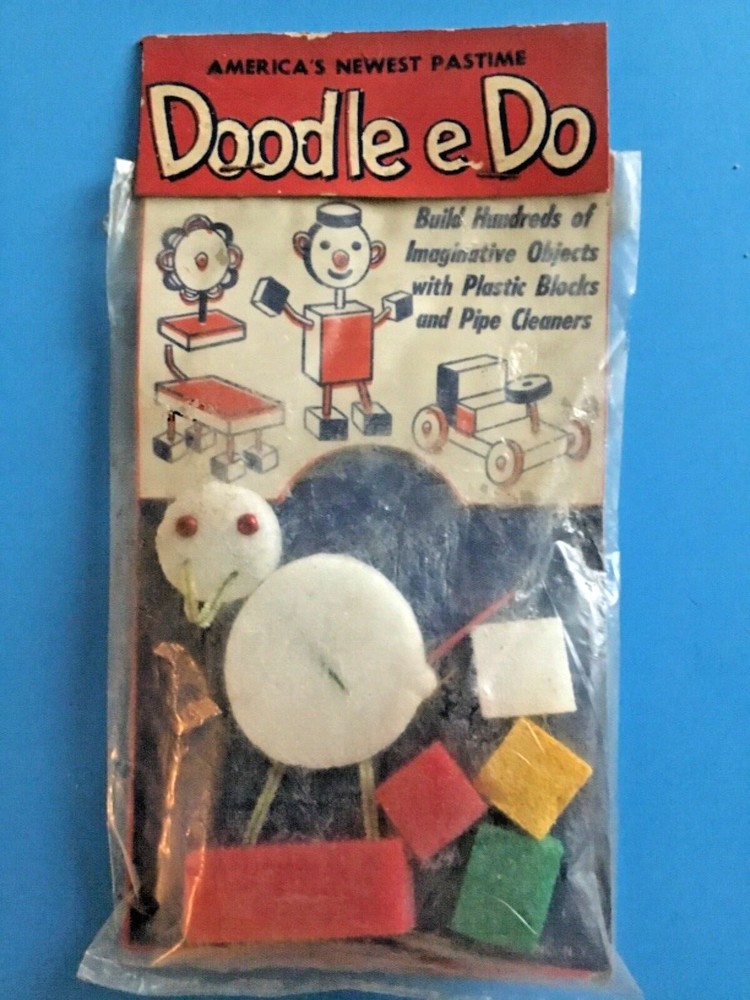 AMERICA'S NEWEST PASTIME
Doodle e Do
Build Hundreds of
Imaginative Objects
with Plastic Blocks
and Pipe Cleaners